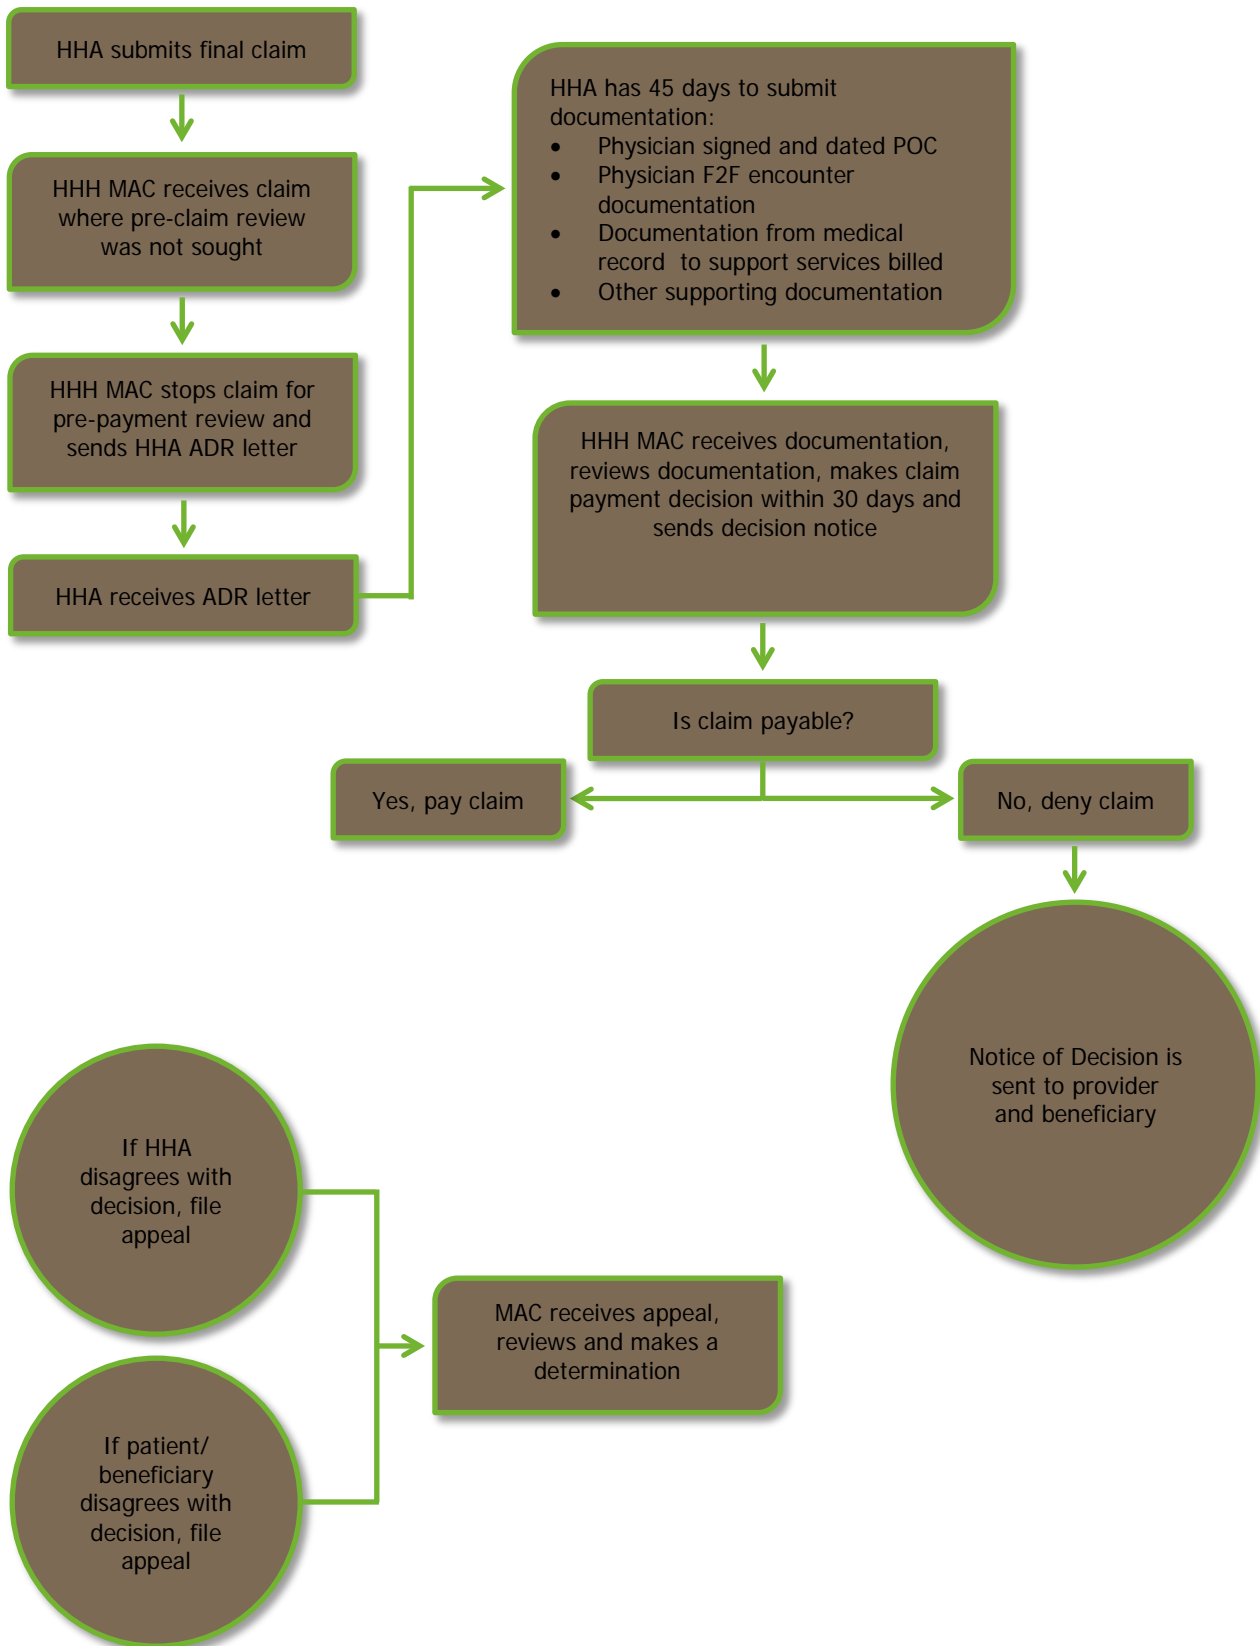 HHA submits final claim
HHH MAC receives claim
where pre-claim review
was not sought
HHH MAC stops claim for
pre-payment review and
sends HHA ADR letter
HHA receives ADR letter
HHA has 45 days to submit
documentation:
• Physician signed and dated POC
• Physician F2F encounter
documentation
• Documentation from medical
record to support services billed
• Other supporting documentation
HHH MAC receives documentation,
reviews documentation, makes claim
payment decision within 30 days and
sends decision notice
Is claim payable?
Yes, pay claim
No, deny claim
Notice of Decision is
sent to provider
and beneficiary
If HHA
disagrees with
decision, file
appeal
If patient/
beneficiary
disagrees with
decision, file
appeal
MAC receives appeal,
reviews and makes a
determination